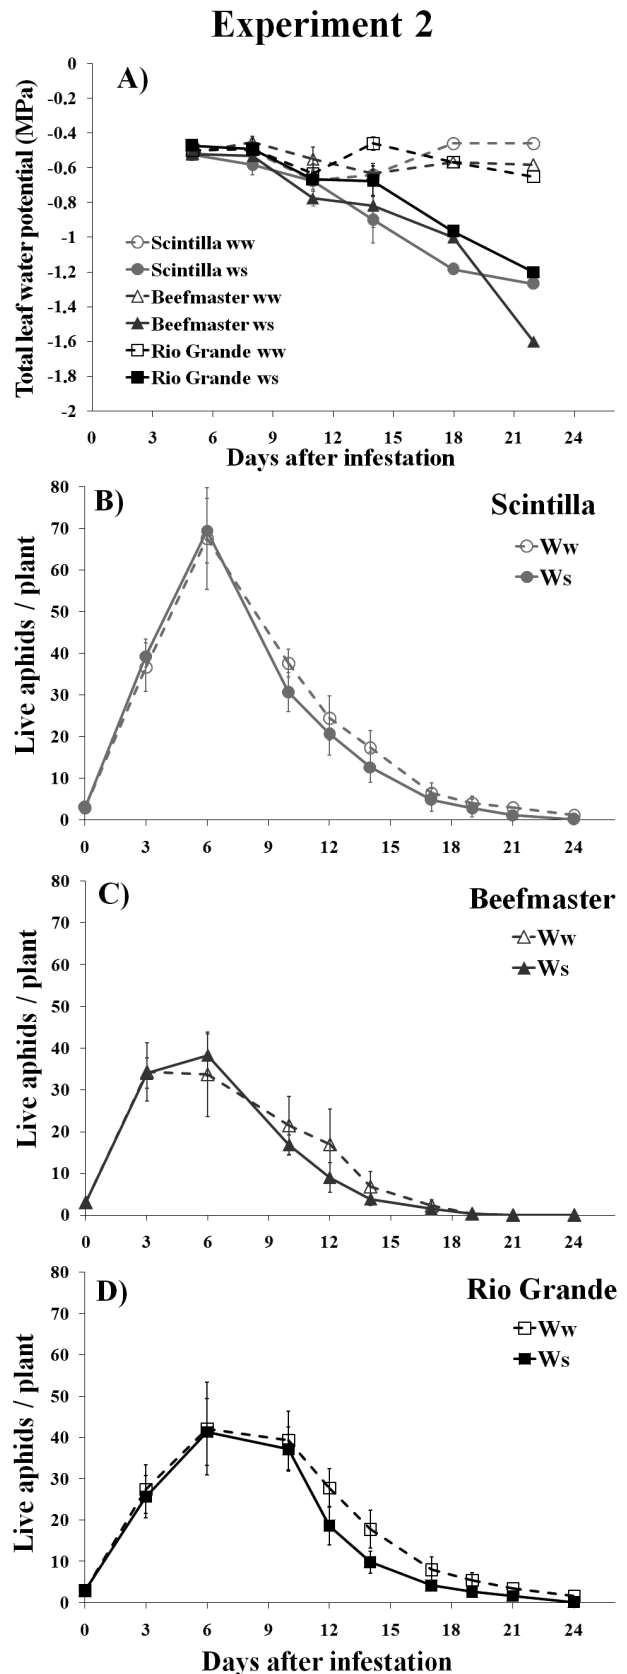 Experiment 2
A)
Total leaf water potential (MPa)
0
-0.2
-0.4
-0.6
-0.8
-1
-1.2
-1.4
-1.6
-1.8
-2
Scintilla ww
Scintilla ws
Beefmaster ww
Beefmaster ws
Rio Grande ww
Rio Grande ws
0 3 6 9 12 15 18 21 24
Days after infestation
B)
Scintilla
Ww
Ws
Live aphids / plant
80
70
60
50
40
30
20
10
0
0 3 6 9 12 15 18 21 24
C)
Beefmaster
Ww
Ws
Live aphids / plant
80
70
60
50
40
30
20
10
0
0 3 6 9 12 15 18 21 24
D)
Rio Grande
Ww
Ws
Live aphids / plant
80
70
60
50
40
30
20
10
0
0 3 6 9 12 15 18 21 24
Days after infestation